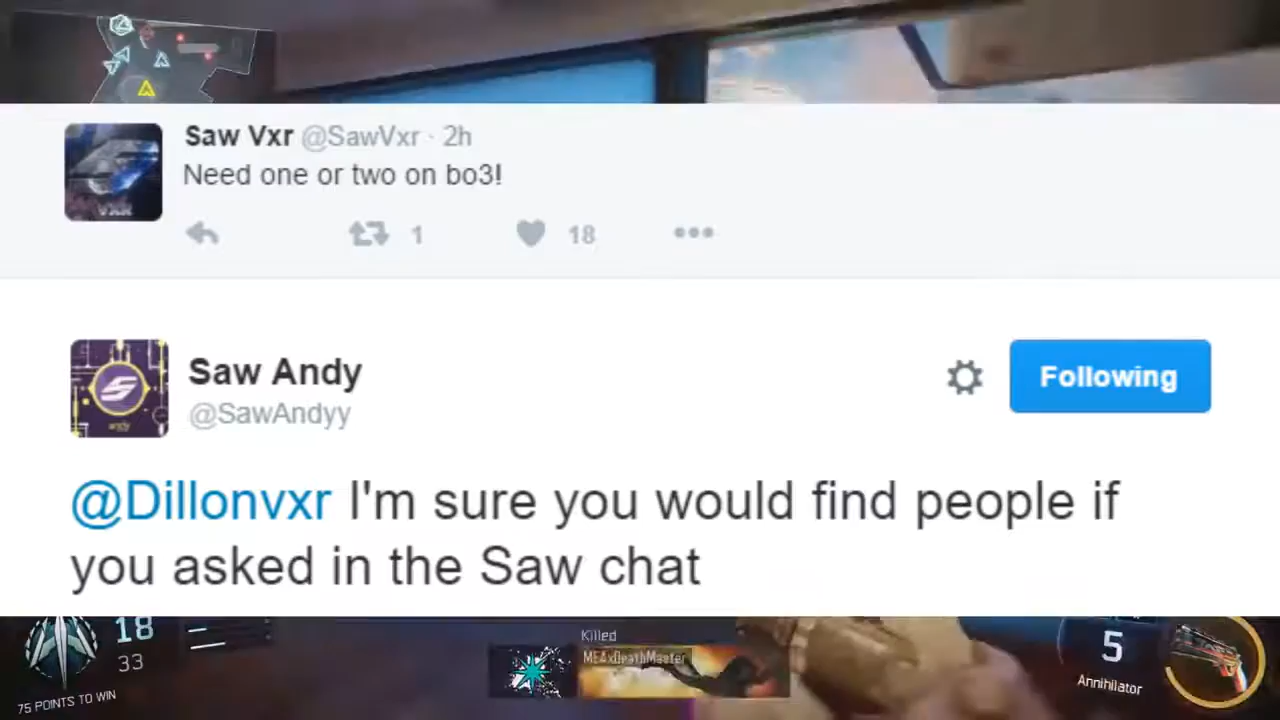 Saw Vxr @SawVxr · 2h
Need one or two on bo3!
1 18
Saw Andy
Following
@SawAndyy
@Dillonvxr I'm sure you would find people if
you asked in the Saw chat
18
33
75 POINTS TO WIN
Killed
5
Annihilator